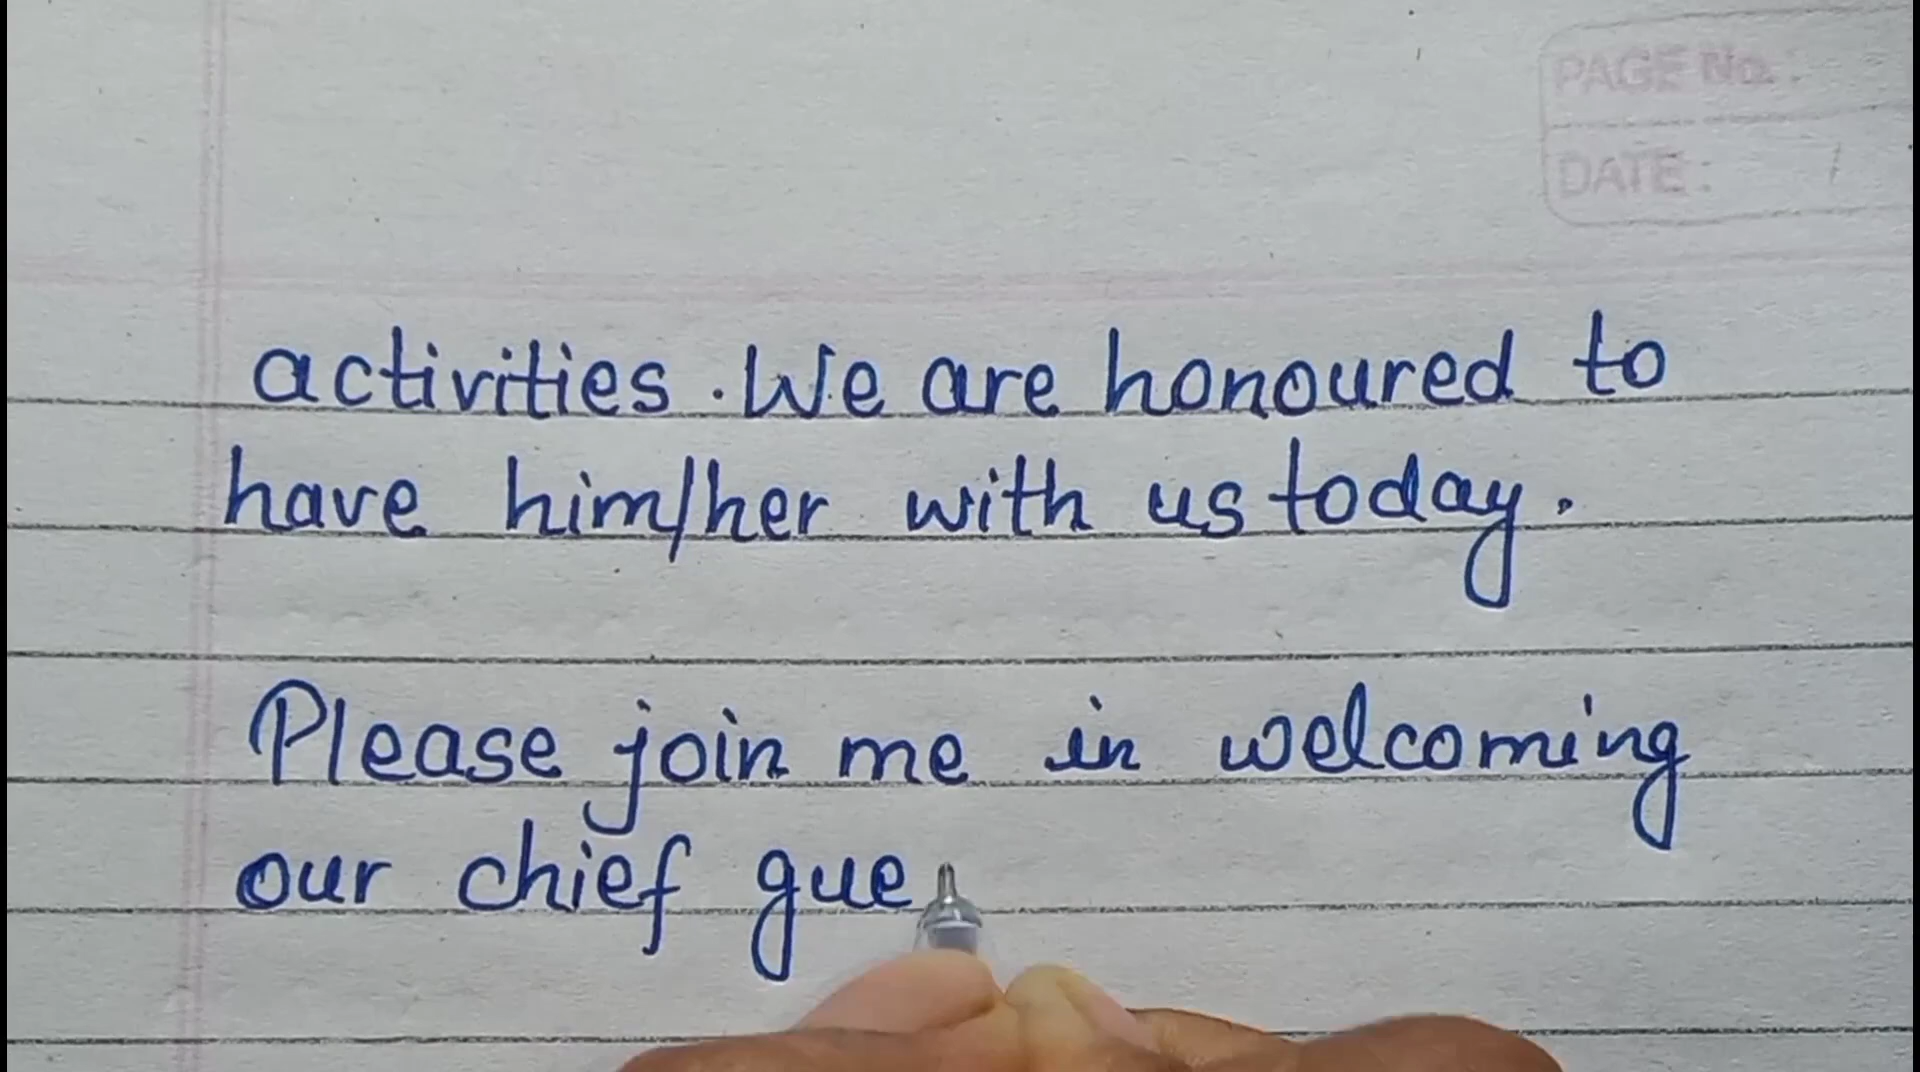 PAGE No.:
DATE: /
activities. We are honoured to
have him/her with us today.
Please join me in welcoming
our chief gue